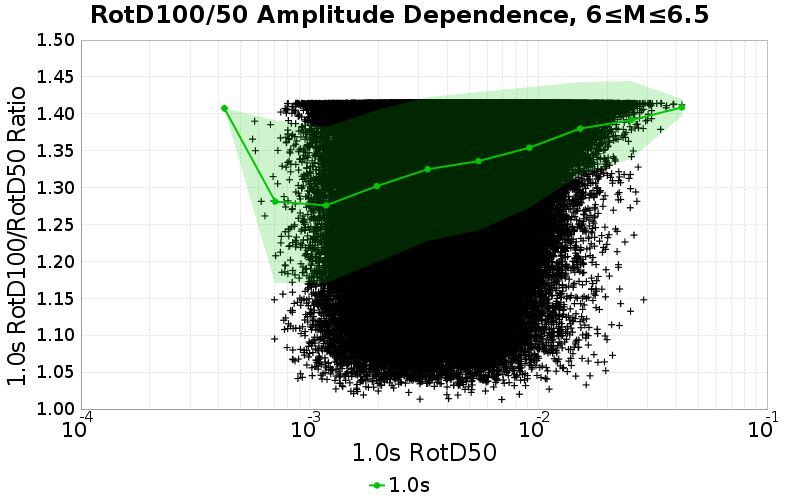 RotD100/50 Amplitude Dependence, 6≤M≤6.5
1.0s RotD100/RotD50 Ratio
1.50
1.45
1.40
1.35
1.30
1.25
1.20
1.15
1.10
1.05
1.00
10^-4 10^-3 10^-2 10^-1
1.0s RotD50
1.0s